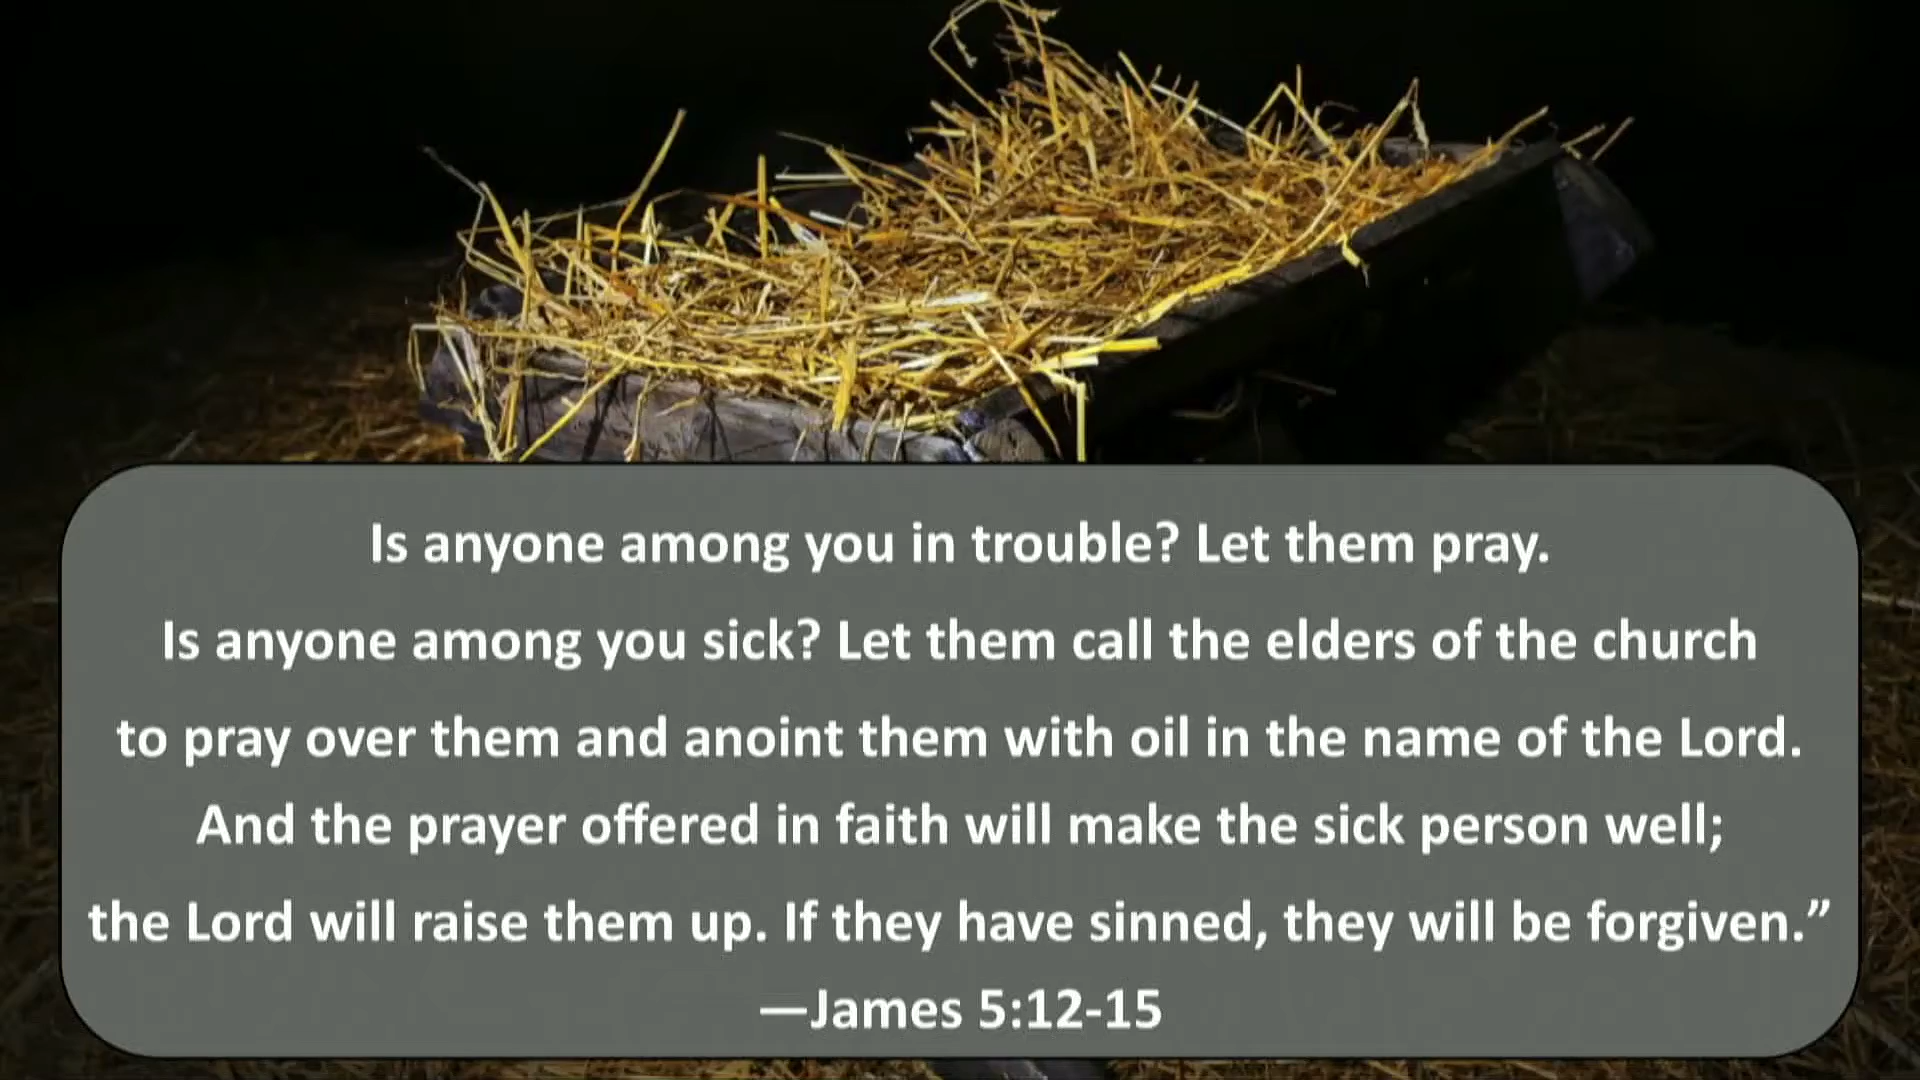 Is anyone among you in trouble? Let them pray.
Is anyone among you sick? Let them call the elders of the church
to pray over them and anoint them with oil in the name of the Lord.
And the prayer offered in faith will make the sick person well;
the Lord will raise them up. If they have sinned, they will be forgiven.”
—James 5:12-15